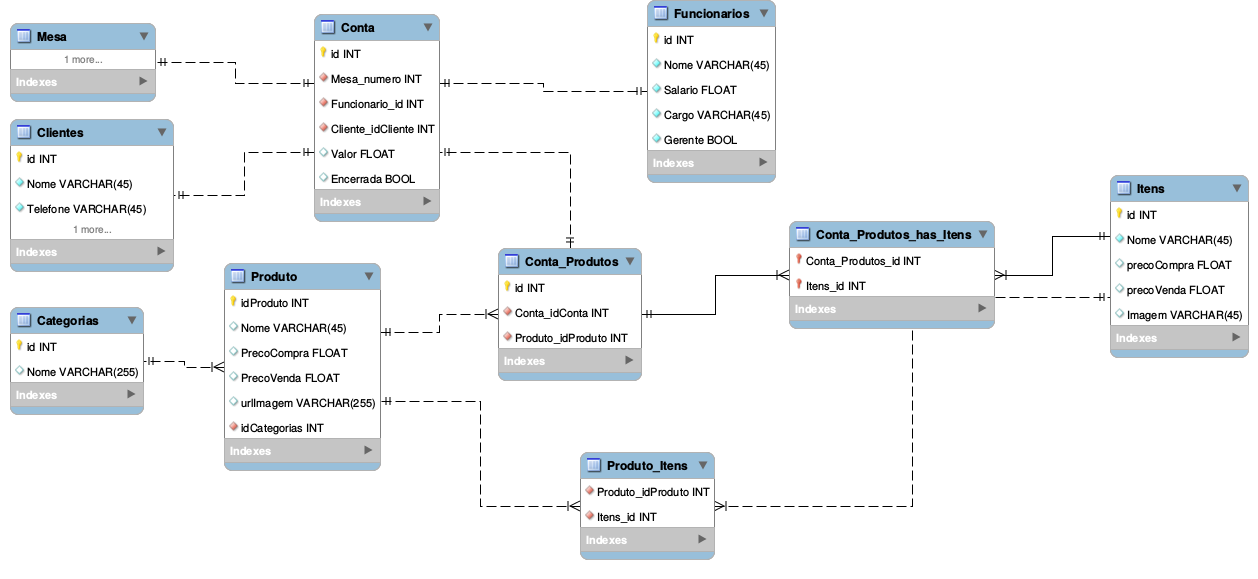 Mesa
1 more...
Indexes
Conta
id INT
Mesa_numero INT
Funcionario_id INT
Cliente_idCliente INT
Valor FLOAT
Encerrada BOOL
Indexes
Funcionarios
id INT
Nome VARCHAR(45)
Salario FLOAT
Cargo VARCHAR(45)
Gerente BOOL
Indexes
Clientes
id INT
Nome VARCHAR(45)
Telefone VARCHAR(45)
1 more...
Indexes
Itens
id INT
Nome VARCHAR(45)
precoCompra FLOAT
precoVenda FLOAT
Imagem VARCHAR(45)
Indexes
Conta_Produtos_has_Itens
Conta_Produtos_id INT
Itens_id INT
Indexes
Conta_Produtos
id INT
Conta_idConta INT
Produto_idProduto INT
Indexes
Produto
idProduto INT
Nome VARCHAR(45)
PrecoCompra FLOAT
PrecoVenda FLOAT
urlImagem VARCHAR(255)
idCategorias INT
Indexes
Categorias
id INT
Nome VARCHAR(255)
Indexes
Produto_Itens
Produto_idProduto INT
Itens_id INT
Indexes